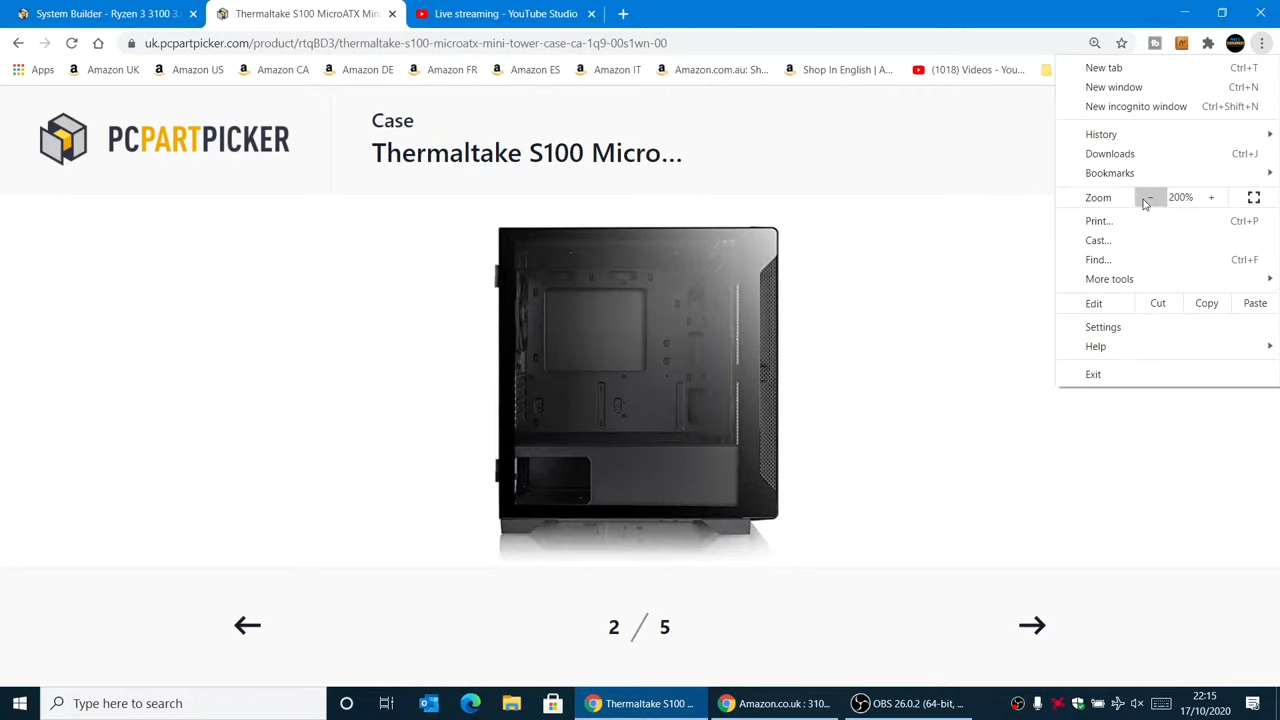 System Builder - Ryzen 3 3100 3.
Thermaltake S100 MicroATX Mini
Live streaming - YouTube Studio
uk.pcpartpicker.com/product/rtqBD3/thermaltake-s100-microatx-mini-tower-case-ca-1q9-00s1wn-00
Apps
Amazon UK
Amazon US
Amazon CA
Amazon DE
Amazon FR
Amazon ES
Amazon IT
Amazon.com.au: Sh...
Shop In English | A...
(1018) Videos - You...
New tab Ctrl+T
New window Ctrl+N
New incognito window Ctrl+Shift+N
History
Downloads Ctrl+J
Bookmarks
Zoom - 200% +
Print... Ctrl+P
Cast...
Find... Ctrl+F
More tools
Edit Cut Copy Paste
Settings
Help
Exit
PCPARTPICKER
Case
Thermaltake S100 Micro...
2 / 5
Type here to search
Thermaltake S100 ...
Amazon.co.uk : 310...
OBS 26.0.2 (64-bit, ...
22:15
17/10/2020